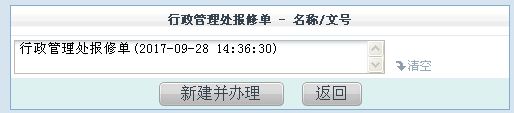 行政管理处报修单 - 名称/文号
行政管理处报修单(2017-09-28 14:36:30)
清空
新建并办理 返回